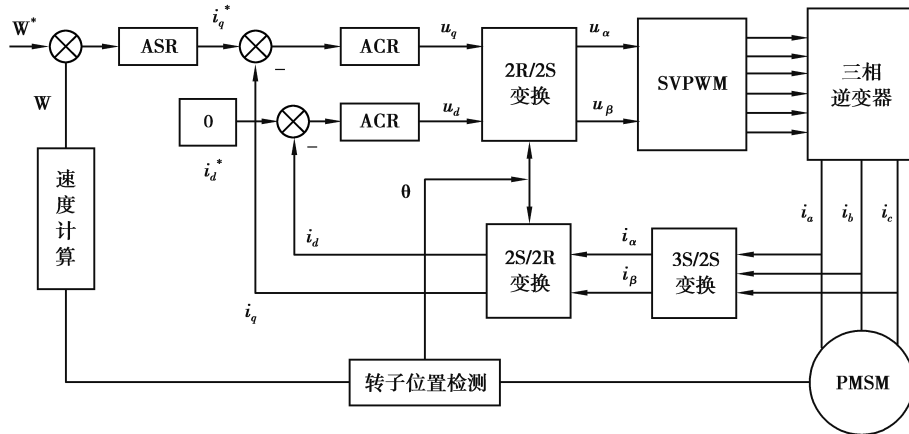 W*
ASR
i_q*
ACR
u_q
2R/2S
变换
u_α
u_β
SVPWM
三相
逆变器
W
0
i_d*
ACR
u_d
速度计算
θ
i_a
i_b
i_c
i_d
2S/2R
变换
i_α
i_β
3S/2S
变换
i_q
转子位置检测
PMSM
−
−